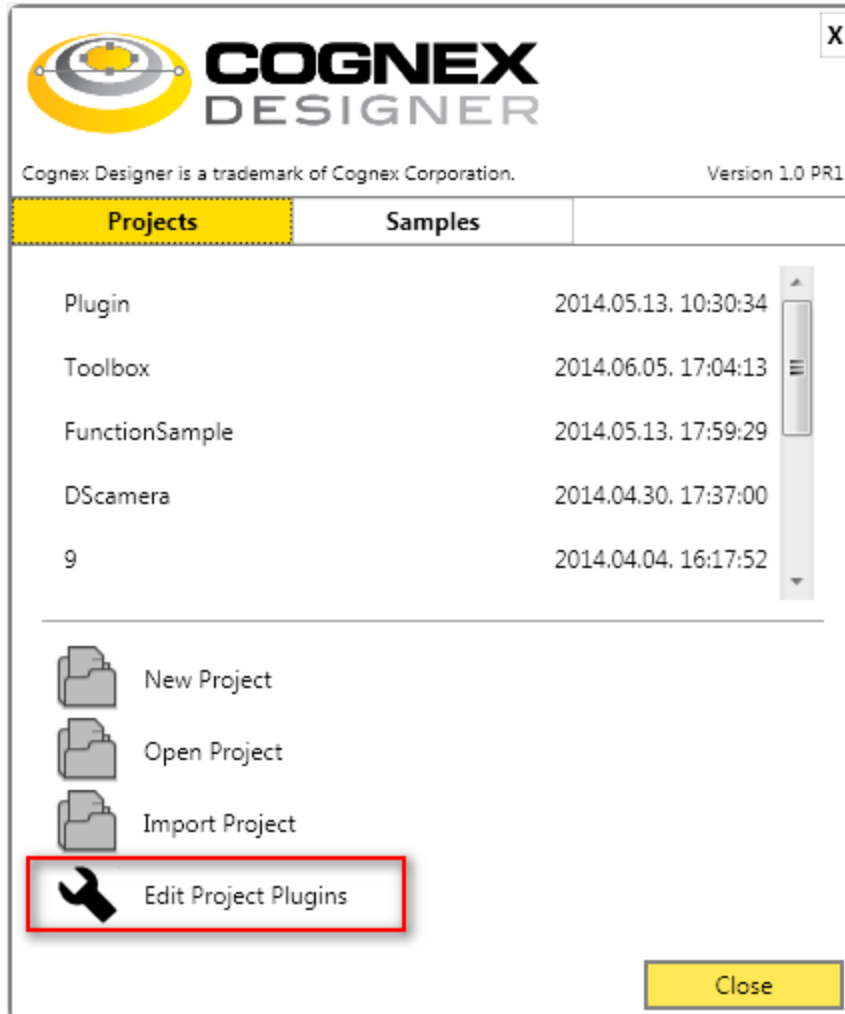 X
COGNEX
DESIGNER
Cognex Designer is a trademark of Cognex Corporation. Version 1.0 PR1
Projects Samples
Plugin 2014.05.13. 10:30:34
Toolbox 2014.06.05. 17:04:13
FunctionSample 2014.05.13. 17:59:29
DScamera 2014.04.30. 17:37:00
9 2014.04.04. 16:17:52
New Project
Open Project
Import Project
Edit Project Plugins
Close